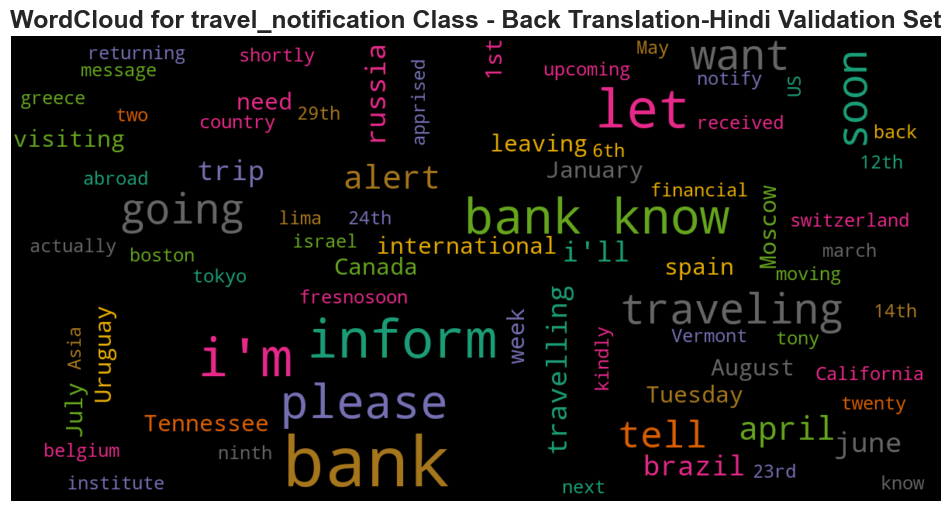 WordCloud for travel_notification Class - Back Translation-Hindi Validation Set
returning
shortly
message
greece
two
need
country
29th
visiting
russia
apprised
1st
May
want
upcoming
notify
US
soon
let
received
back
leaving
6th
12th
abroad
trip
alert
January
financial
going
lima
24th
bank know
Moscow
switzerland
actually
boston
israel
international
i'll
march
tokyo
Canada
spain
moving
fresnosoon
traveling
14th
Asia
Uruguay
i'm
inform
week
travelling
kindly
Vermont
tony
August
California
July
please
Tuesday
twenty
Tennessee
tell
april
june
belgium
ninth
bank
brazil
23rd
institute
next
know